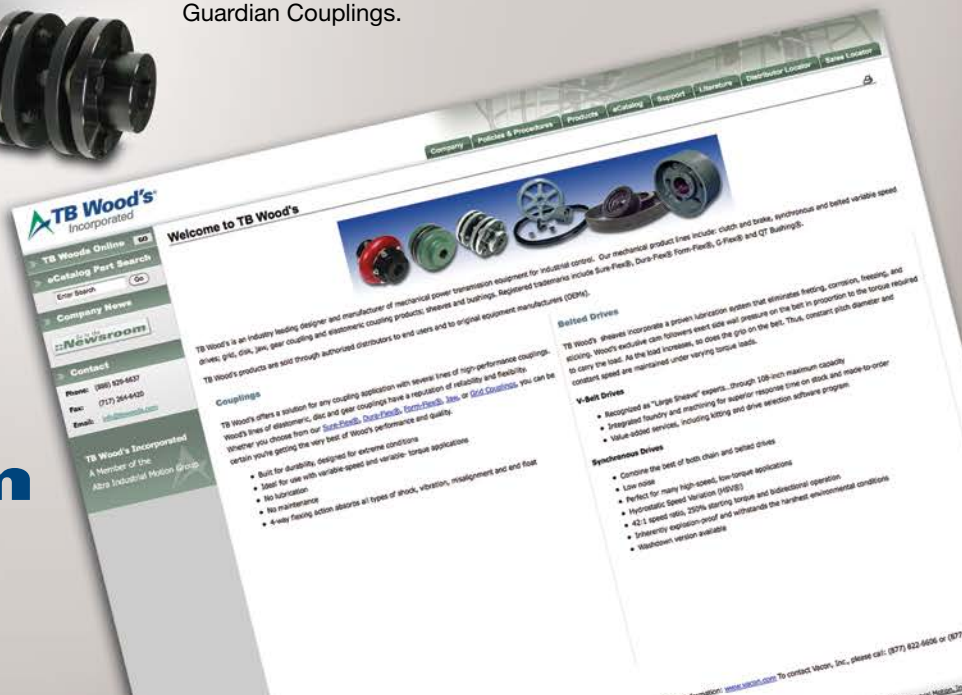 Guardian Couplings.
Company
Policies & Procedures
Products
eCatalog
Support
Literature
Distributor Locator
Sales Locator
TB Wood's®
Incorporated
TB Woods Online GO
eCatalog Part Search
Enter Search Go
Company News
go to the
::Newsroom
Contact
Phone: (888) 829-6637
Fax: (717) 264-6420
Email: info@tbwoods.com
TB Wood's Incorporated
A Member of the
Altra Industrial Motion Group
Welcome to TB Wood's
TB Wood's is an industry leading designer and manufacturer of mechanical power transmission equipment for industrial control. Our mechanical product lines include: clutch and brake, synchronous and belted variable speed
drives; grid, disk, jaw, gear coupling and elastomeric coupling products; sheaves and bushings. Registered trademarks include Sure-Flex®, Dura-Flex® Form-Flex®, G-Flex® and QT Bushing®.
TB Wood's products are sold through authorized distributors to end users and to original equipment manufacturers (OEMs).
Couplings
TB Wood's offers a solution for any coupling application with several lines of high-performance couplings.
Wood's lines of elastomeric, disc and gear couplings have a reputation of reliability and flexibility.
Whether you choose from our Sure-Flex®, Dura-Flex®, Form-Flex®, Jaw, or Grid Couplings, you can be
certain you're getting the very best of Wood's performance and quality.
• Built for durability, designed for extreme conditions
• Ideal for use with variable-speed and variable- torque applications
• No lubrication
• No maintenance
• 4-way flexing action absorbs all types of shock, vibration, misalignment and end float
Belted Drives
TB Wood's sheaves incorporate a proven lubrication system that eliminates fretting, corrosion, freezing, and
sticking. Wood's exclusive cam followers exert side wall pressure on the belt in proportion to the torque required
to carry the load. As the load increases, so does the grip on the belt. Thus, constant pitch diameter and
constant speed are maintained under varying torque loads.
V-Belt Drives
• Recognized as "Large Sheave" experts...through 108-inch maximum capacity
• Integrated foundry and machining for superior response time on stock and made-to-order
• Value-added services, including kitting and drive selection software program
Synchronous Drives
• Combine the best of both chain and belted drives
• Low noise
• Perfect for many high-speed, low-torque applications
• Hydrostatic Speed Variation (HSV®)
• 42:1 speed ratio, 250% starting torque and bidirectional operation
• Inherently explosion-proof and withstands the harshest environmental conditions
• Washdown version available
information: www.vacon.com To contact Vacon, Inc., please call: (877) 822-6606 or (877)
Motion, Inc